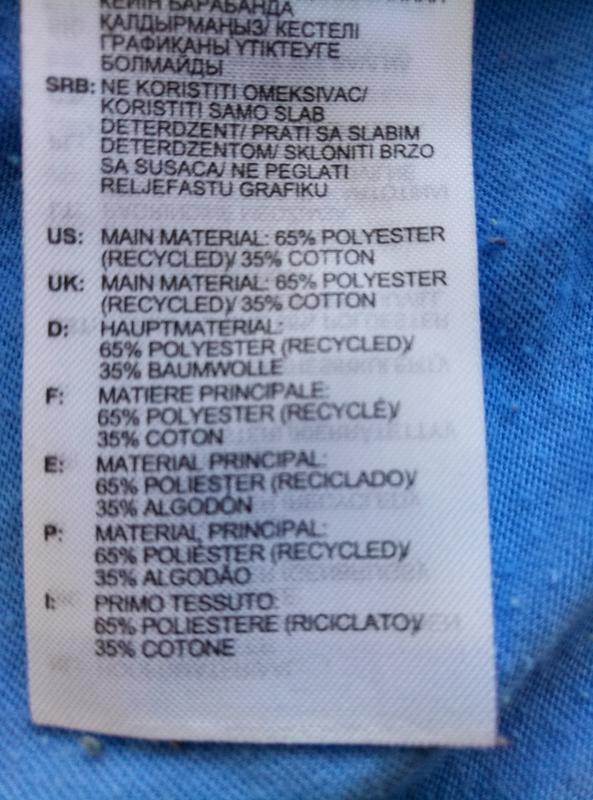 КЕЙІН БАРАБАНДА
КАЛДЫРМАҢЫЗ/ КЕСТЕЛІ
ГРАФИКАНЫ ҮТІКТЕУГЕ
БОЛМАЙДЫ
SRB: NE KORISTITI OMEKSIVAC/
KORISTITI SAMO SLAB
DETERDZENT/ PRATI SA SLABIM
DETERDZENTOM/ SKLONITI BRZO
SA SUSACA/ NE PEGLATI
RELJEFASTU GRAFIKU
US: MAIN MATERIAL: 65% POLYESTER
(RECYCLED)/ 35% COTTON
UK: MAIN MATERIAL: 65% POLYESTER
(RECYCLED)/ 35% COTTON
D: HAUPTMATERIAL:
65% POLYESTER (RECYCLED)/
35% BAUMWOLLE
F: MATIERE PRINCIPALE:
65% POLYESTER (RECYCLÉ)/
35% COTON
E: MATERIAL PRINCIPAL:
65% POLIESTER (RECICLADO)/
35% ALGODÓN
P: MATERIAL PRINCIPAL:
65% POLIÉSTER (RECYCLED)/
35% ALGODÃO
I: PRIMO TESSUTO:
65% POLIESTERE (RICICLATO)/
35% COTONE